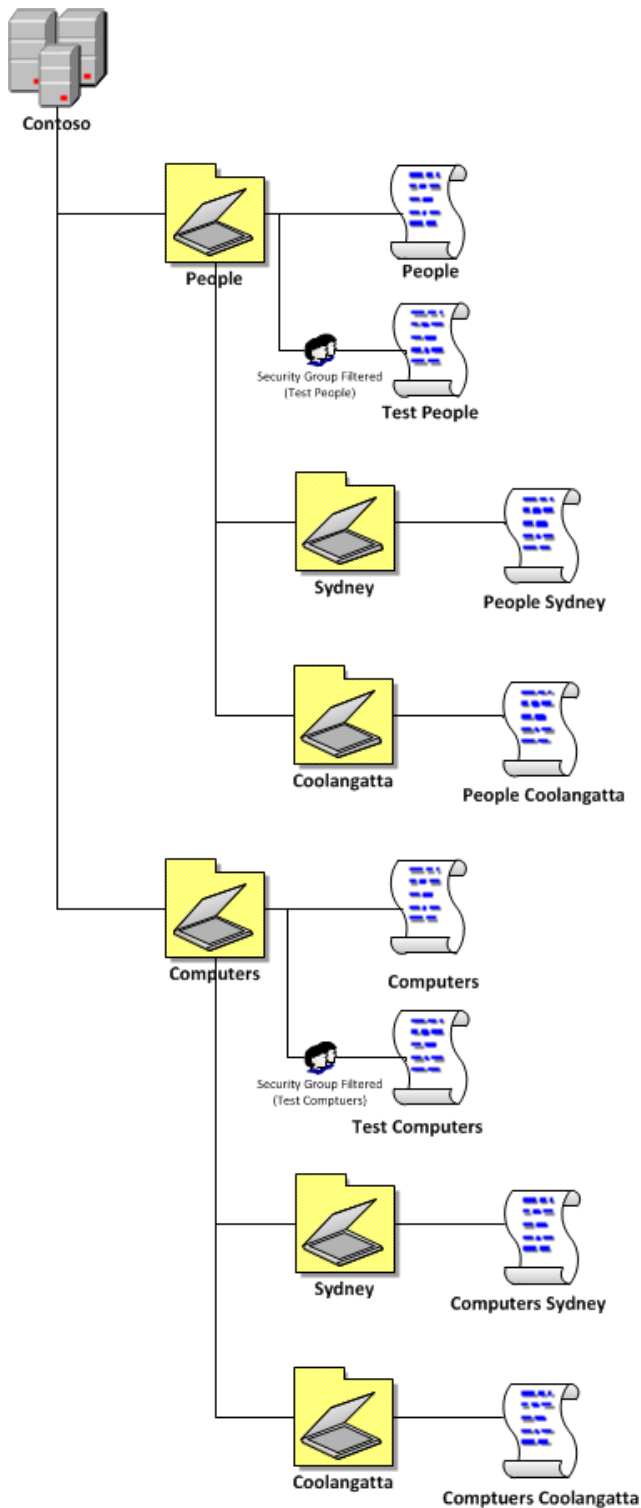 Contoso
People
People
Security Group Filtered
(Test People)
Test People
Sydney
People Sydney
Coolangatta
People Coolangatta
Computers
Computers
Security Group Filtered
(Test Comptuers)
Test Computers
Sydney
Computers Sydney
Coolangatta
Comptuers Coolangatta